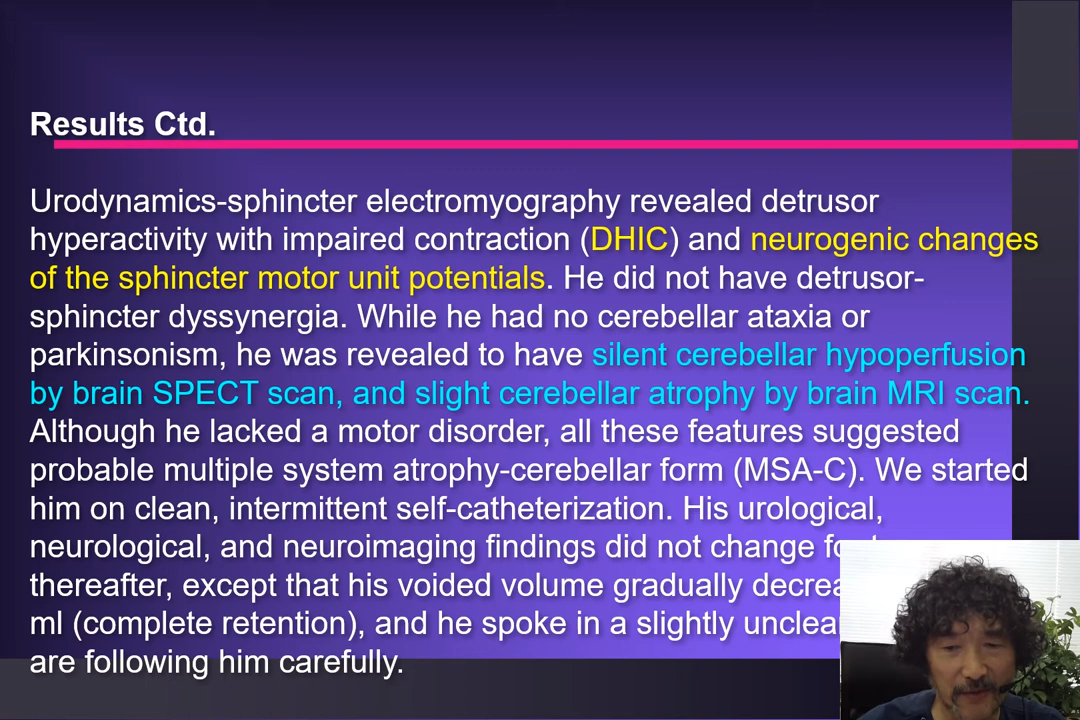 Results Ctd.
Urodynamics-sphincter electromyography revealed detrusor
hyperactivity with impaired contraction (DHIC) and neurogenic changes
of the sphincter motor unit potentials. He did not have detrusor-
sphincter dyssynergia. While he had no cerebellar ataxia or
parkinsonism, he was revealed to have silent cerebellar hypoperfusion
by brain SPECT scan, and slight cerebellar atrophy by brain MRI scan.
Although he lacked a motor disorder, all these features suggested
probable multiple system atrophy-cerebellar form (MSA-C). We started
him on clean, intermittent self-catheterization. His urological,
neurological, and neuroimaging findings did not change
thereafter, except that his voided volume gradually
ml (complete retention), and he spoke in a slightly
are following him carefully.